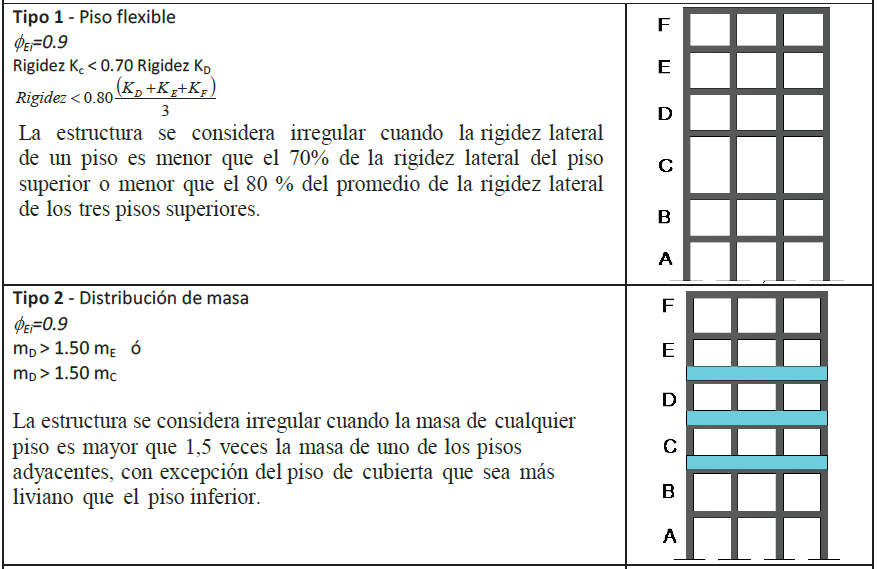 Tipo 1 - Piso flexible
ϕEi=0.9
Rigidez Kc < 0.70 Rigidez KD
Rigidez < 0.80 (KD +KE+KF) / 3
La estructura se considera irregular cuando la rigidez lateral
de un piso es menor que el 70% de la rigidez lateral del piso
superior o menor que el 80 % del promedio de la rigidez lateral
de los tres pisos superiores.
F
E
D
C
B
A
Tipo 2 - Distribución de masa
ϕEi=0.9
mD > 1.50 mE ó
mD > 1.50 mC
La estructura se considera irregular cuando la masa de cualquier
piso es mayor que 1,5 veces la masa de uno de los pisos
adyacentes, con excepción del piso de cubierta que sea más
liviano que el piso inferior.
F
E
D
C
B
A